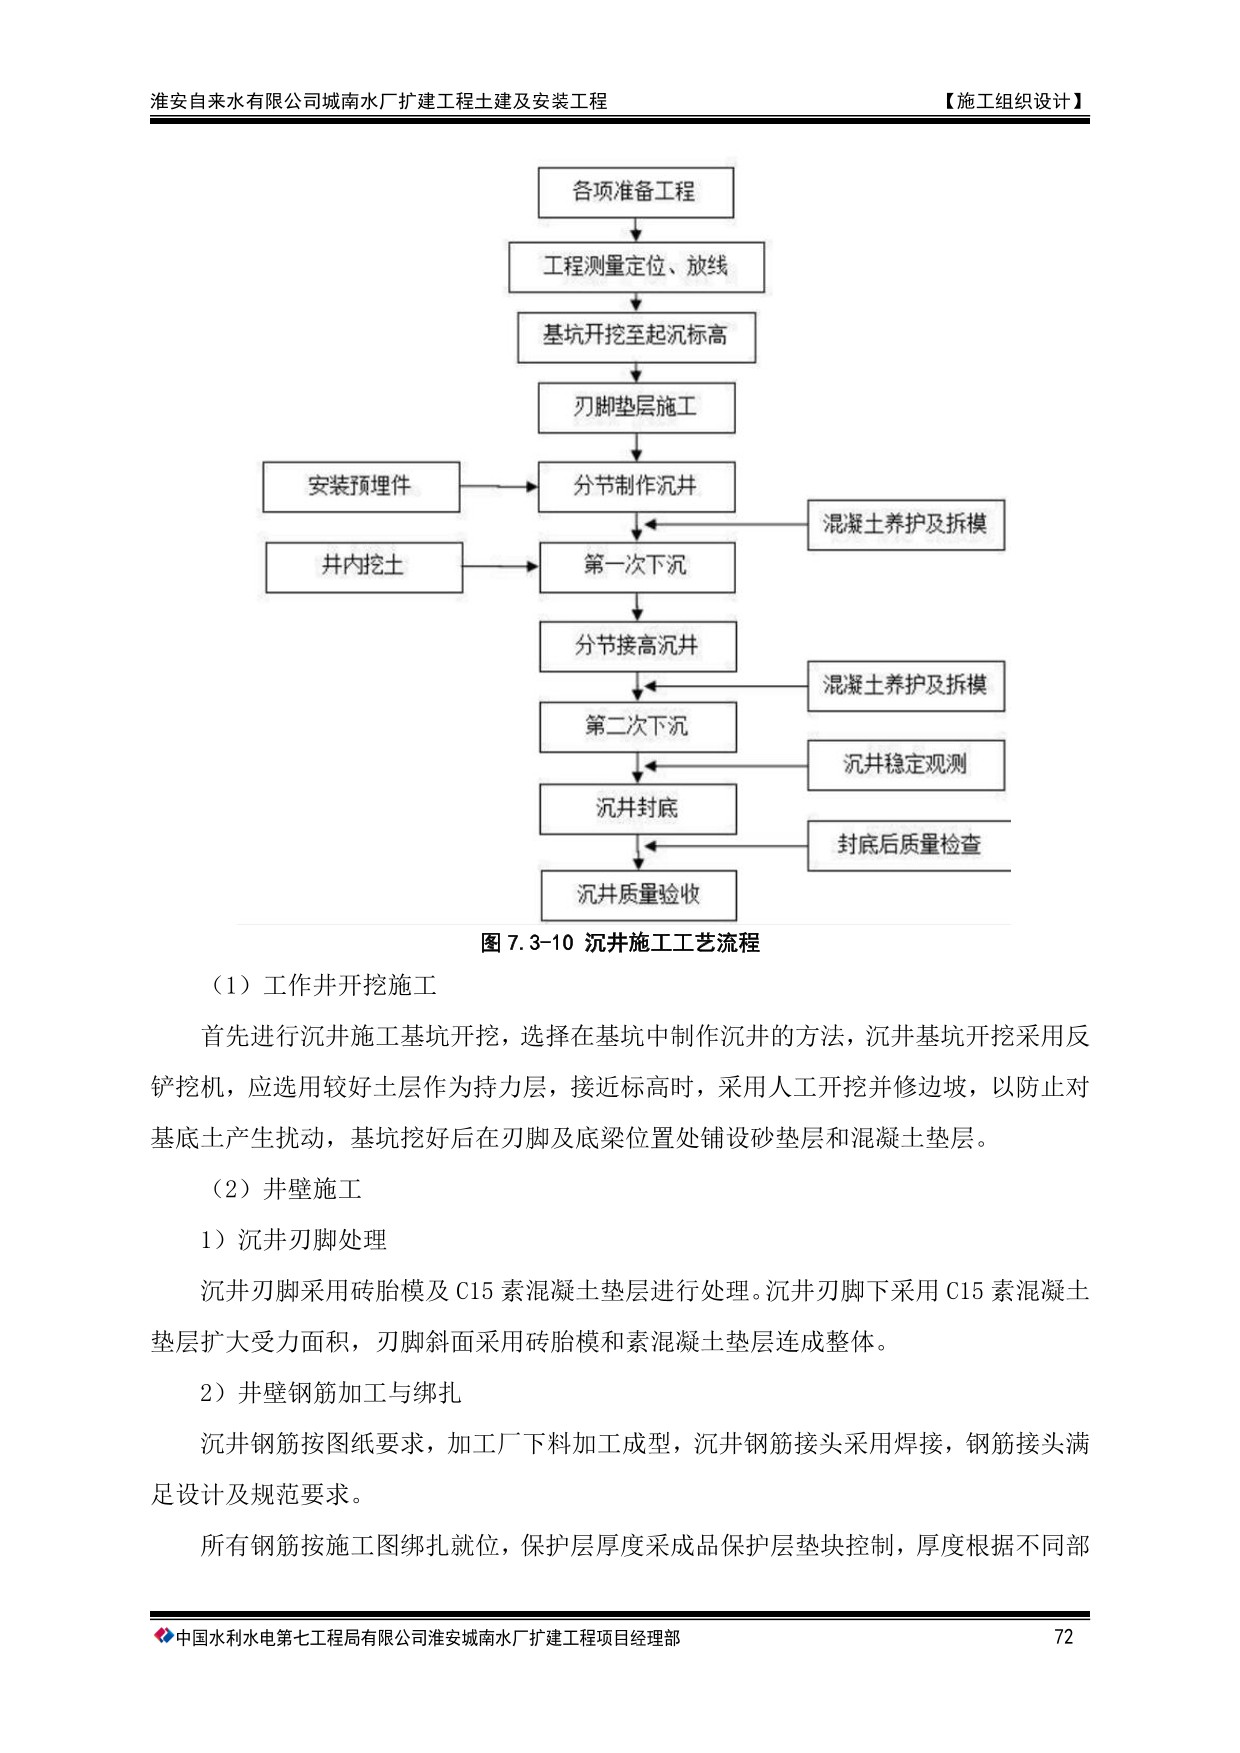 淮安自来水有限公司城南水厂扩建工程土建及安装工程 【施工组织设计】
各项准备工程
工程测量定位、放线
基坑开挖至起沉标高
刃脚垫层施工
安装预埋件
分节制作沉井
混凝土养护及拆模
井内挖土
第一次下沉
分节接高沉井
混凝土养护及拆模
第二次下沉
沉井稳定观测
沉井封底
封底后质量检查
沉井质量验收
图 7.3-10 沉井施工工艺流程
（1）工作井开挖施工
首先进行沉井施工基坑开挖，选择在基坑中制作沉井的方法，沉井基坑开挖采用反
铲挖机，应选用较好土层作为持力层，接近标高时，采用人工开挖并修边坡，以防止对
基底土产生扰动，基坑挖好后在刃脚及底梁位置处铺设砂垫层和混凝土垫层。
（2）井壁施工
1）沉井刃脚处理
沉井刃脚采用砖胎模及 C15 素混凝土垫层进行处理。沉井刃脚下采用 C15 素混凝土
垫层扩大受力面积，刃脚斜面采用砖胎模和素混凝土垫层连成整体。
2）井壁钢筋加工与绑扎
沉井钢筋按图纸要求，加工厂下料加工成型，沉井钢筋接头采用焊接，钢筋接头满
足设计及规范要求。
所有钢筋按施工图绑扎就位，保护层厚度采成品保护层垫块控制，厚度根据不同部
中国水利水电第七工程局有限公司淮安城南水厂扩建工程项目经理部 72